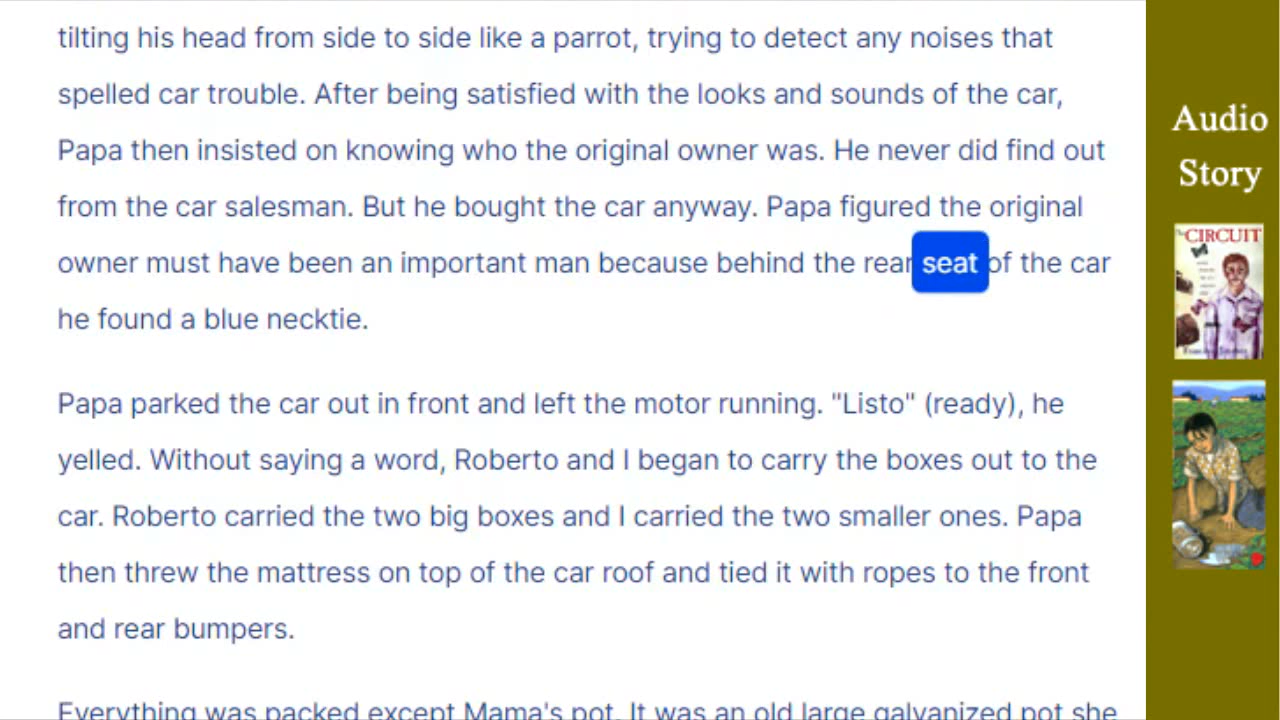 tilting his head from side to side like a parrot, trying to detect any noises that
spelled car trouble. After being satisfied with the looks and sounds of the car,
Papa then insisted on knowing who the original owner was. He never did find out
from the car salesman. But he bought the car anyway. Papa figured the original
owner must have been an important man because behind the rear seat of the car
he found a blue necktie.
Papa parked the car out in front and left the motor running. "Listo" (ready), he
yelled. Without saying a word, Roberto and I began to carry the boxes out to the
car. Roberto carried the two big boxes and I carried the two smaller ones. Papa
then threw the mattress on top of the car roof and tied it with ropes to the front
and rear bumpers.
Everything was packed except Mama's pot. It was an old large galvanized pot she
Audio
Story
The CIRCUIT